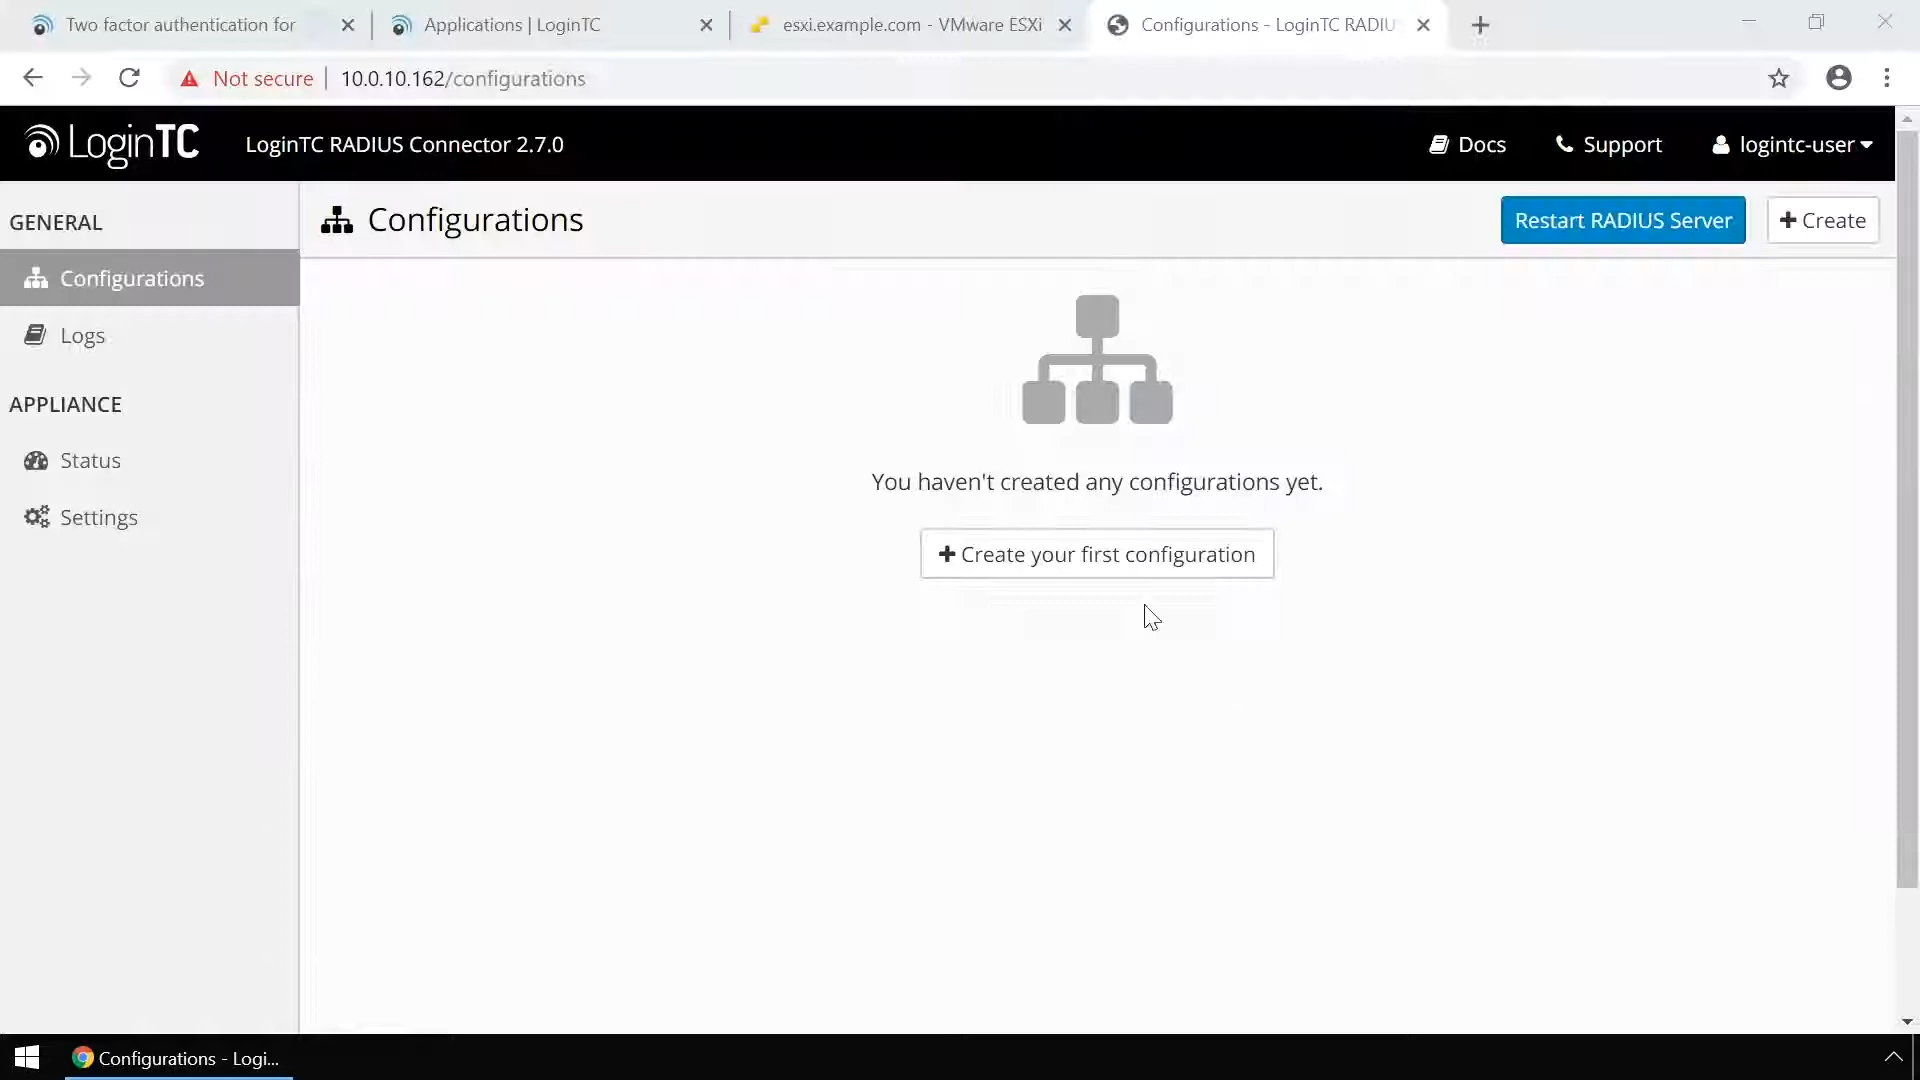 Two factor authentication for
Applications | LoginTC
esxi.example.com - VMware ESXi
Configurations - LoginTC RADIU
Not secure
10.0.10.162/configurations
LoginTC
LoginTC RADIUS Connector 2.7.0
Docs
Support
logintc-user
GENERAL
Configurations
Logs
APPLIANCE
Status
Settings
Configurations
Restart RADIUS Server
Create
You haven't created any configurations yet.
Create your first configuration
Configurations - Logi...